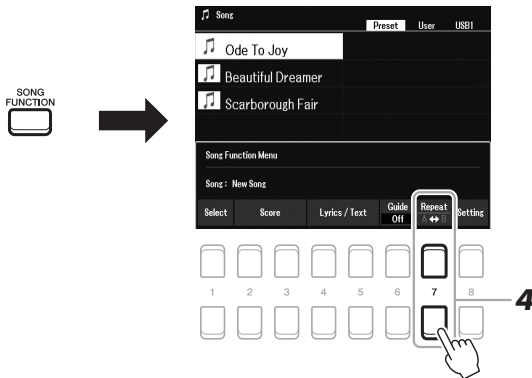 SONG
FUNCTION
Song
Preset User USB1
Ode To Joy
Beautiful Dreamer
Scarborough Fair
Song Function Menu
Song : New Song
Select Score Lyrics / Text Guide Off Repeat A ↔ B Setting
1 2 3 4 5 6 7 8
4